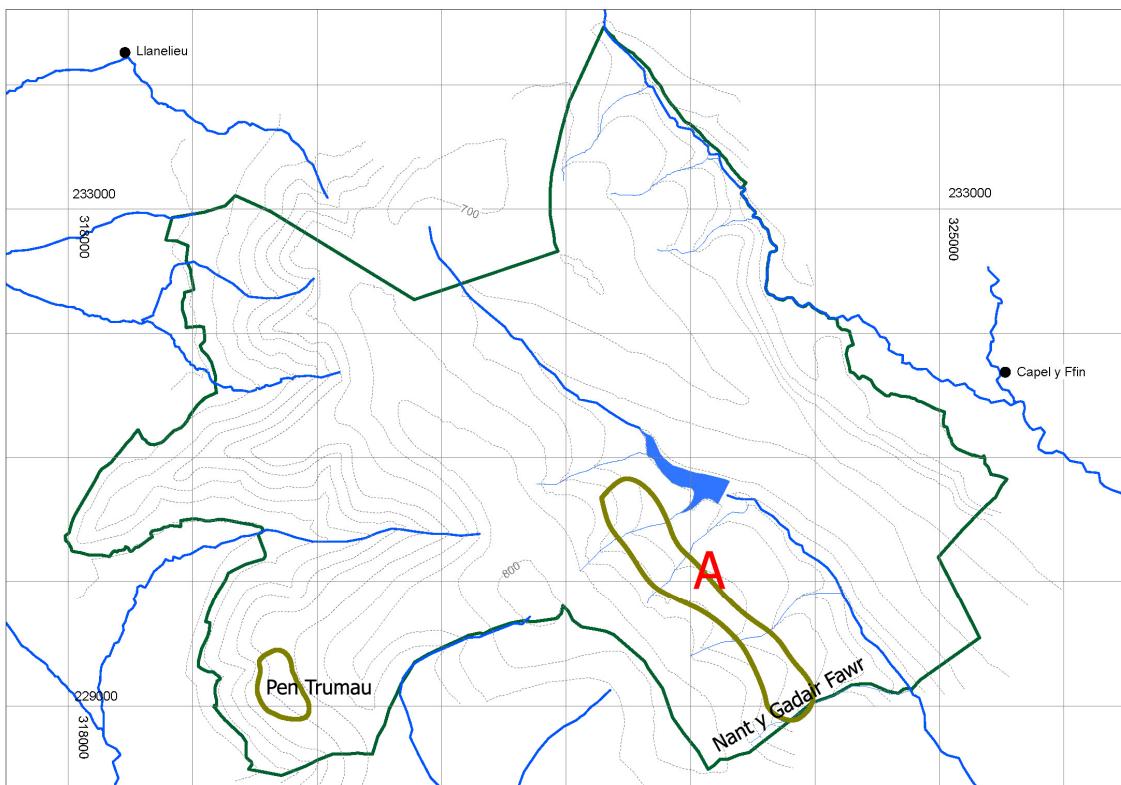 Llanelieu
233000
318000
700
233000
325000
Capel y Ffin
800
A
Pen Trumau
229000
318000
Nant y Gadair Fawr